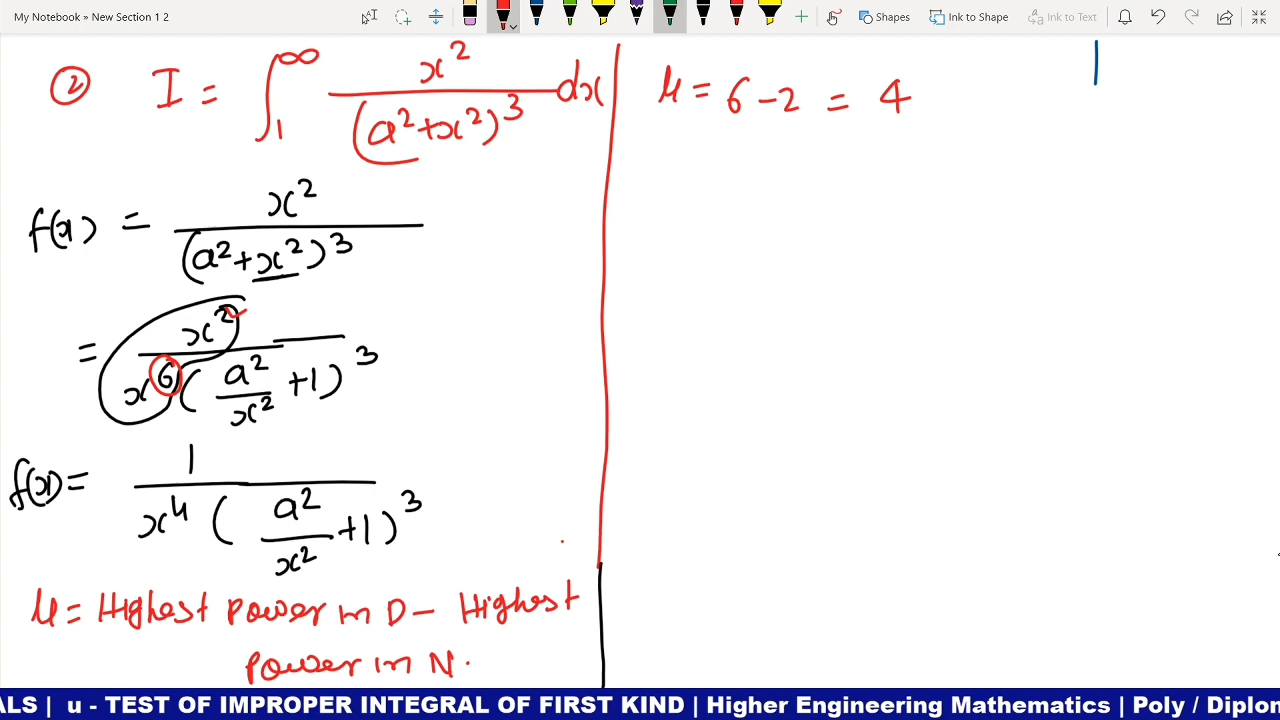 My Notebook » New Section 1 2
Shapes
Ink to Shape
Ink to Text
② I = ∫₁^∞ x²/(a²+x²)³ dx
f(x) = x²/(a²+x²)³
= x²/x⁶(a²/x²+1)³
f(x) = 1/x⁴(a²/x²+1)³
μ = Highest Power in D – Highest
Power in N.
μ = 6 - 2 = 4
ALS | u - TEST OF IMPROPER INTEGRAL OF FIRST KIND | Higher Engineering Mathematics | Poly / Diplon